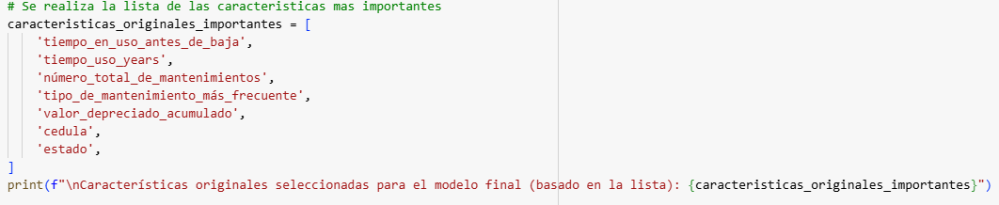 # Se realiza la lista de las caracteristicas mas importantes
caracteristicas_originales_importantes = [
    'tiempo_en_uso_antes_de_baja',
    'tiempo_uso_years',
    'número_total_de_mantenimientos',
    'tipo_de_mantenimiento_más_frecuente',
    'valor_depreciado_acumulado',
    'cedula',
    'estado',
]
print(f"\nCaracterísticas originales seleccionadas para el modelo final (basado en la lista): {caracteristicas_originales_importantes}")